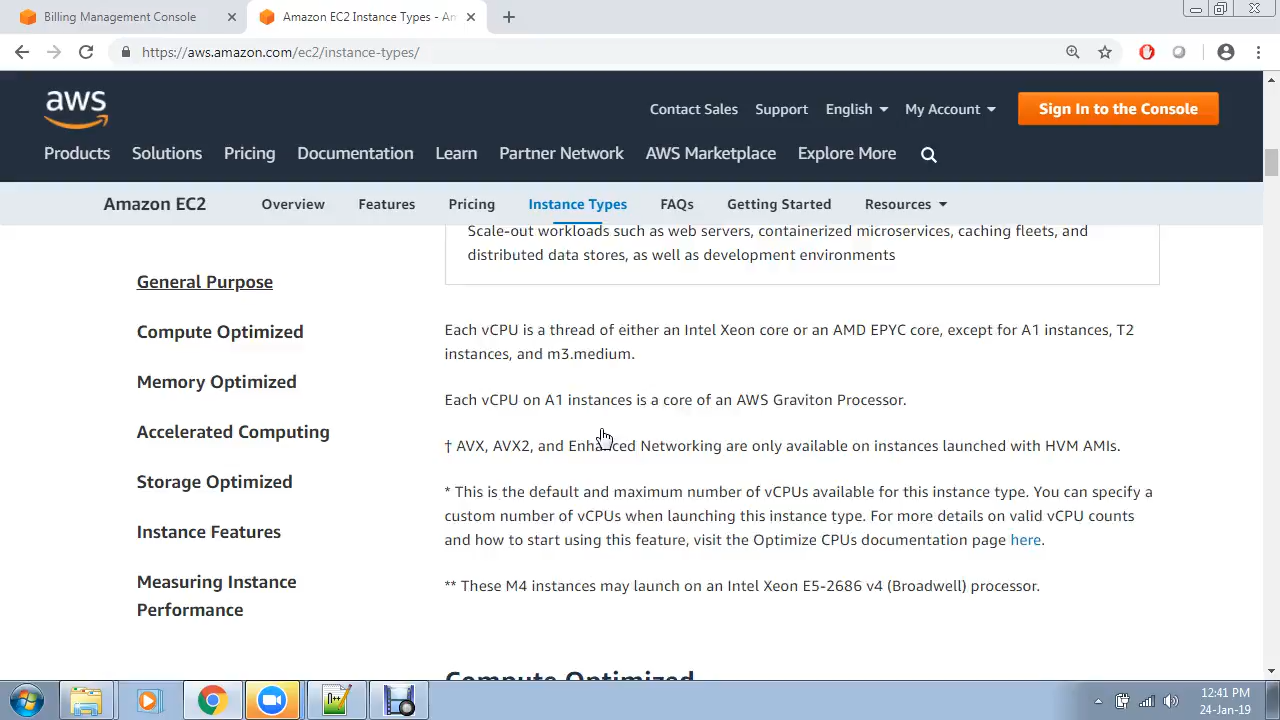 Billing Management Console
Amazon EC2 Instance Types - Am
https://aws.amazon.com/ec2/instance-types/
aws
Contact Sales Support English My Account Sign In to the Console
Products Solutions Pricing Documentation Learn Partner Network AWS Marketplace Explore More
Amazon EC2 Overview Features Pricing Instance Types FAQs Getting Started Resources
Scale-out workloads such as web servers, containerized microservices, caching fleets, and
distributed data stores, as well as development environments
General Purpose
Compute Optimized
Memory Optimized
Accelerated Computing
Storage Optimized
Instance Features
Measuring Instance
Performance
Each vCPU is a thread of either an Intel Xeon core or an AMD EPYC core, except for A1 instances, T2
instances, and m3.medium.
Each vCPU on A1 instances is a core of an AWS Graviton Processor.
† AVX, AVX2, and Enhanced Networking are only available on instances launched with HVM AMIs.
* This is the default and maximum number of vCPUs available for this instance type. You can specify a
custom number of vCPUs when launching this instance type. For more details on valid vCPU counts
and how to start using this feature, visit the Optimize CPUs documentation page here.
** These M4 instances may launch on an Intel Xeon E5-2686 v4 (Broadwell) processor.
Compute Optimized
12:41 PM
24-Jan-19